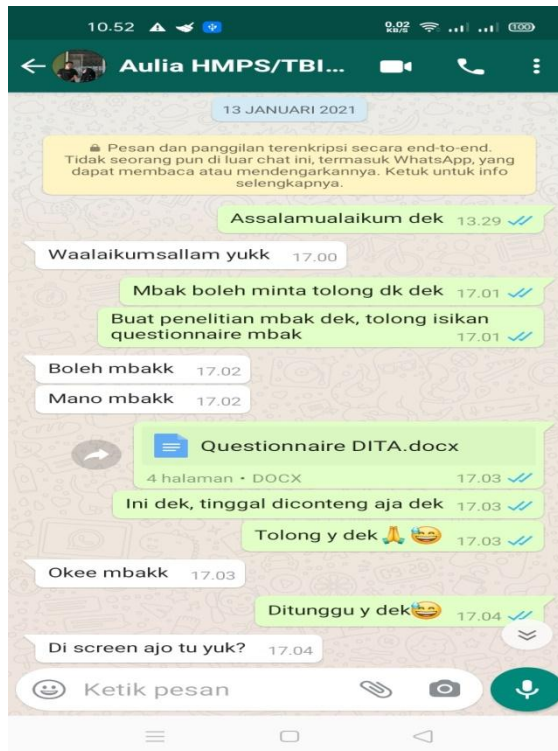 10.52
0.02 KB/S
100
Aulia HMPS/TBI...
13 JANUARI 2021
Pesan dan panggilan terenkripsi secara end-to-end.
Tidak seorang pun di luar chat ini, termasuk WhatsApp, yang
dapat membaca atau mendengarkannya. Ketuk untuk info
selengkapnya.
Assalamualaikum dek 13.29
Waalaikumsallam yukk 17.00
Mbak boleh minta tolong dk dek 17.01
Buat penelitian mbak dek, tolong isikan
questionnaire mbak 17.01
Boleh mbakk 17.02
Mano mbakk 17.02
Questionnaire DITA.docx
4 halaman • DOCX 17.03
Ini dek, tinggal diconteng aja dek 17.03
Tolong y dek🙏😅 17.03
Okee mbakk 17.03
Ditunggu y dek😅 17.04
Di screen ajo tu yuk? 17.04
Ketik pesan